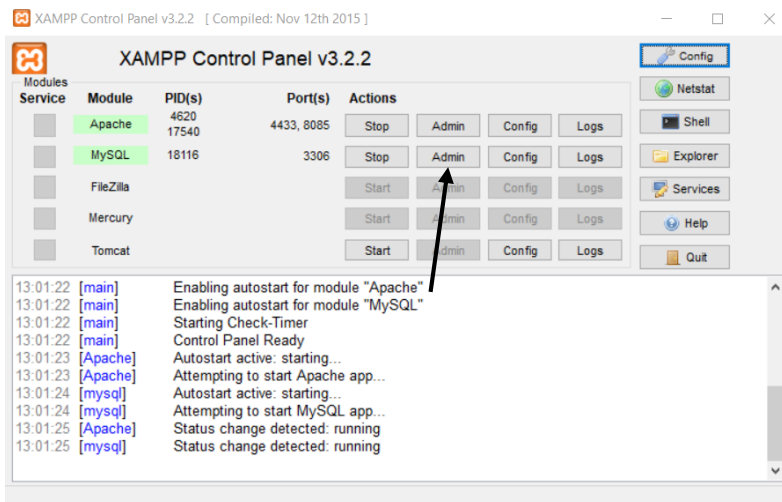 XAMPP Control Panel v3.2.2 [ Compiled: Nov 12th 2015 ]
XAMPP Control Panel v3.2.2
Config
Modules
Service Module PID(s) Port(s) Actions
Netstat
Apache 4620 17540 4433, 8085 Stop Admin Config Logs
Shell
MySQL 18116 3306 Stop Admin Config Logs
Explorer
FileZilla Start Admin Config Logs
Services
Mercury Start Admin Config Logs
Help
Tomcat Start Admin Config Logs
Quit
13:01:22 [main] Enabling autostart for module "Apache"
13:01:22 [main] Enabling autostart for module "MySQL"
13:01:22 [main] Starting Check-Timer
13:01:22 [main] Control Panel Ready
13:01:23 [Apache] Autostart active: starting...
13:01:23 [Apache] Attempting to start Apache app...
13:01:24 [mysql] Autostart active: starting...
13:01:24 [mysql] Attempting to start MySQL app...
13:01:25 [Apache] Status change detected: running
13:01:25 [mysql] Status change detected: running